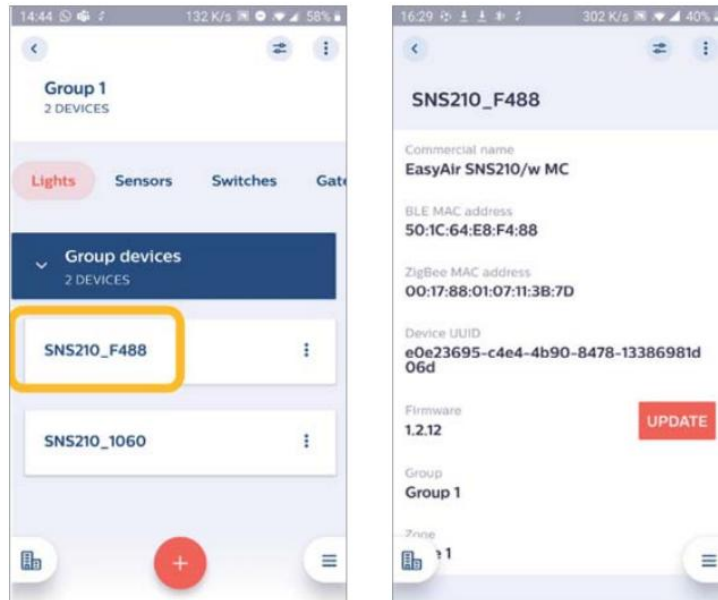 14:44 132 K/s 58%
Group 1
2 DEVICES
Lights Sensors Switches Gate
Group devices
2 DEVICES
SNS210_F488
SNS210_1060
+
16:29 302 K/s 40%
SNS210_F488
Commercial name
EasyAir SNS210/w MC
BLE MAC address
50:1C:64:E8:F4:88
ZigBee MAC address
00:17:88:01:07:11:3B:7D
Device UUID
e0e23695-c4e4-4b90-8478-13386981d
06d
Firmware
1.2.12
UPDATE
Group
Group 1
Zone
e 1